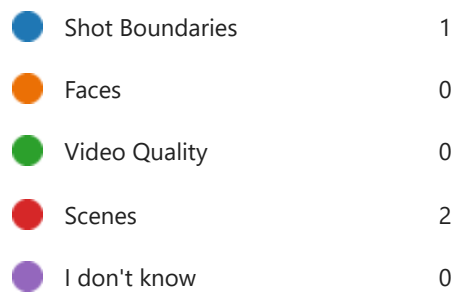 Shot Boundaries 1
Faces 0
Video Quality 0
Scenes 2
I don't know 0